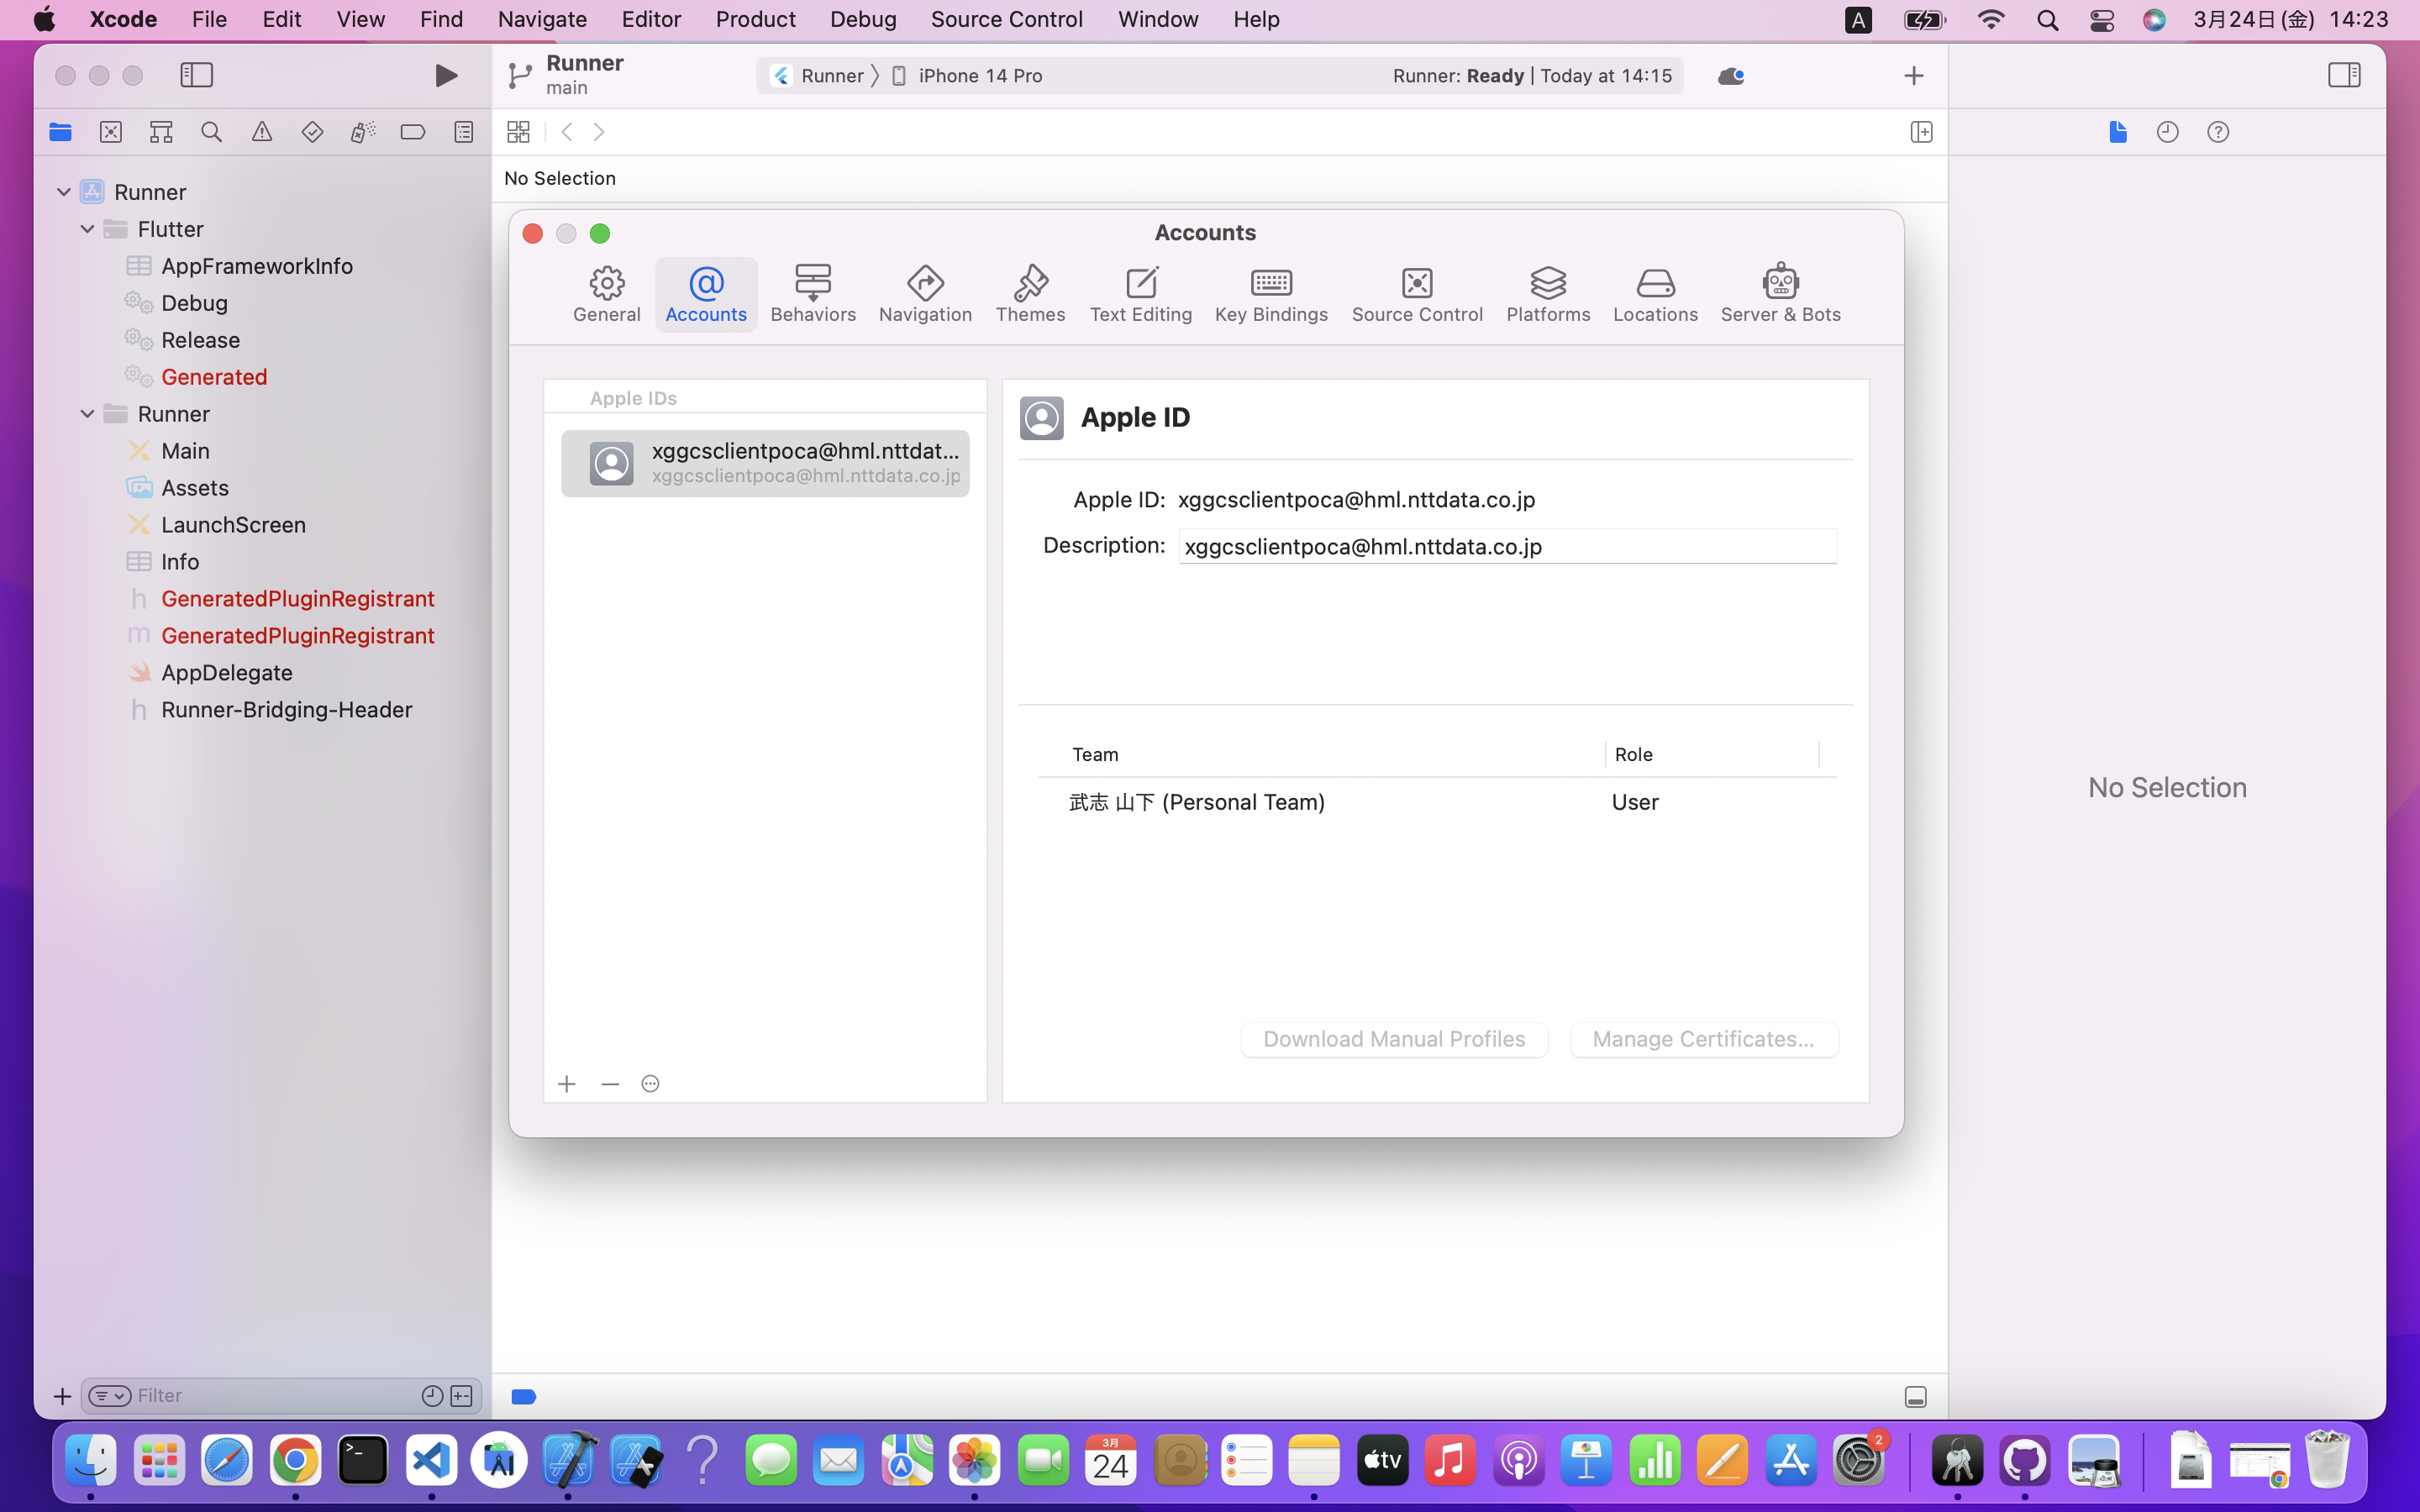 Xcode File Edit View Find Navigate Editor Product Debug Source Control Window Help A 3月24日(金) 14:23
Runner
main
Runner 〉 iPhone 14 Pro
Runner: Ready | Today at 14:15
No Selection
Runner
Flutter
AppFrameworkInfo
Debug
Release
Generated
Runner
Main
Assets
LaunchScreen
Info
h GeneratedPluginRegistrant
m GeneratedPluginRegistrant
AppDelegate
h Runner-Bridging-Header
Filter
Accounts
General Accounts Behaviors Navigation Themes Text Editing Key Bindings Source Control Platforms Locations Server & Bots
Apple IDs
xggcsclientpoca@hml.nttdat...
xggcsclientpoca@hml.nttdata.co.jp
Apple ID
Apple ID: xggcsclientpoca@hml.nttdata.co.jp
Description: xggcsclientpoca@hml.nttdata.co.jp
Team Role
武志 山下 (Personal Team) User
Download Manual Profiles Manage Certificates...
No Selection
3月
24
tv
2